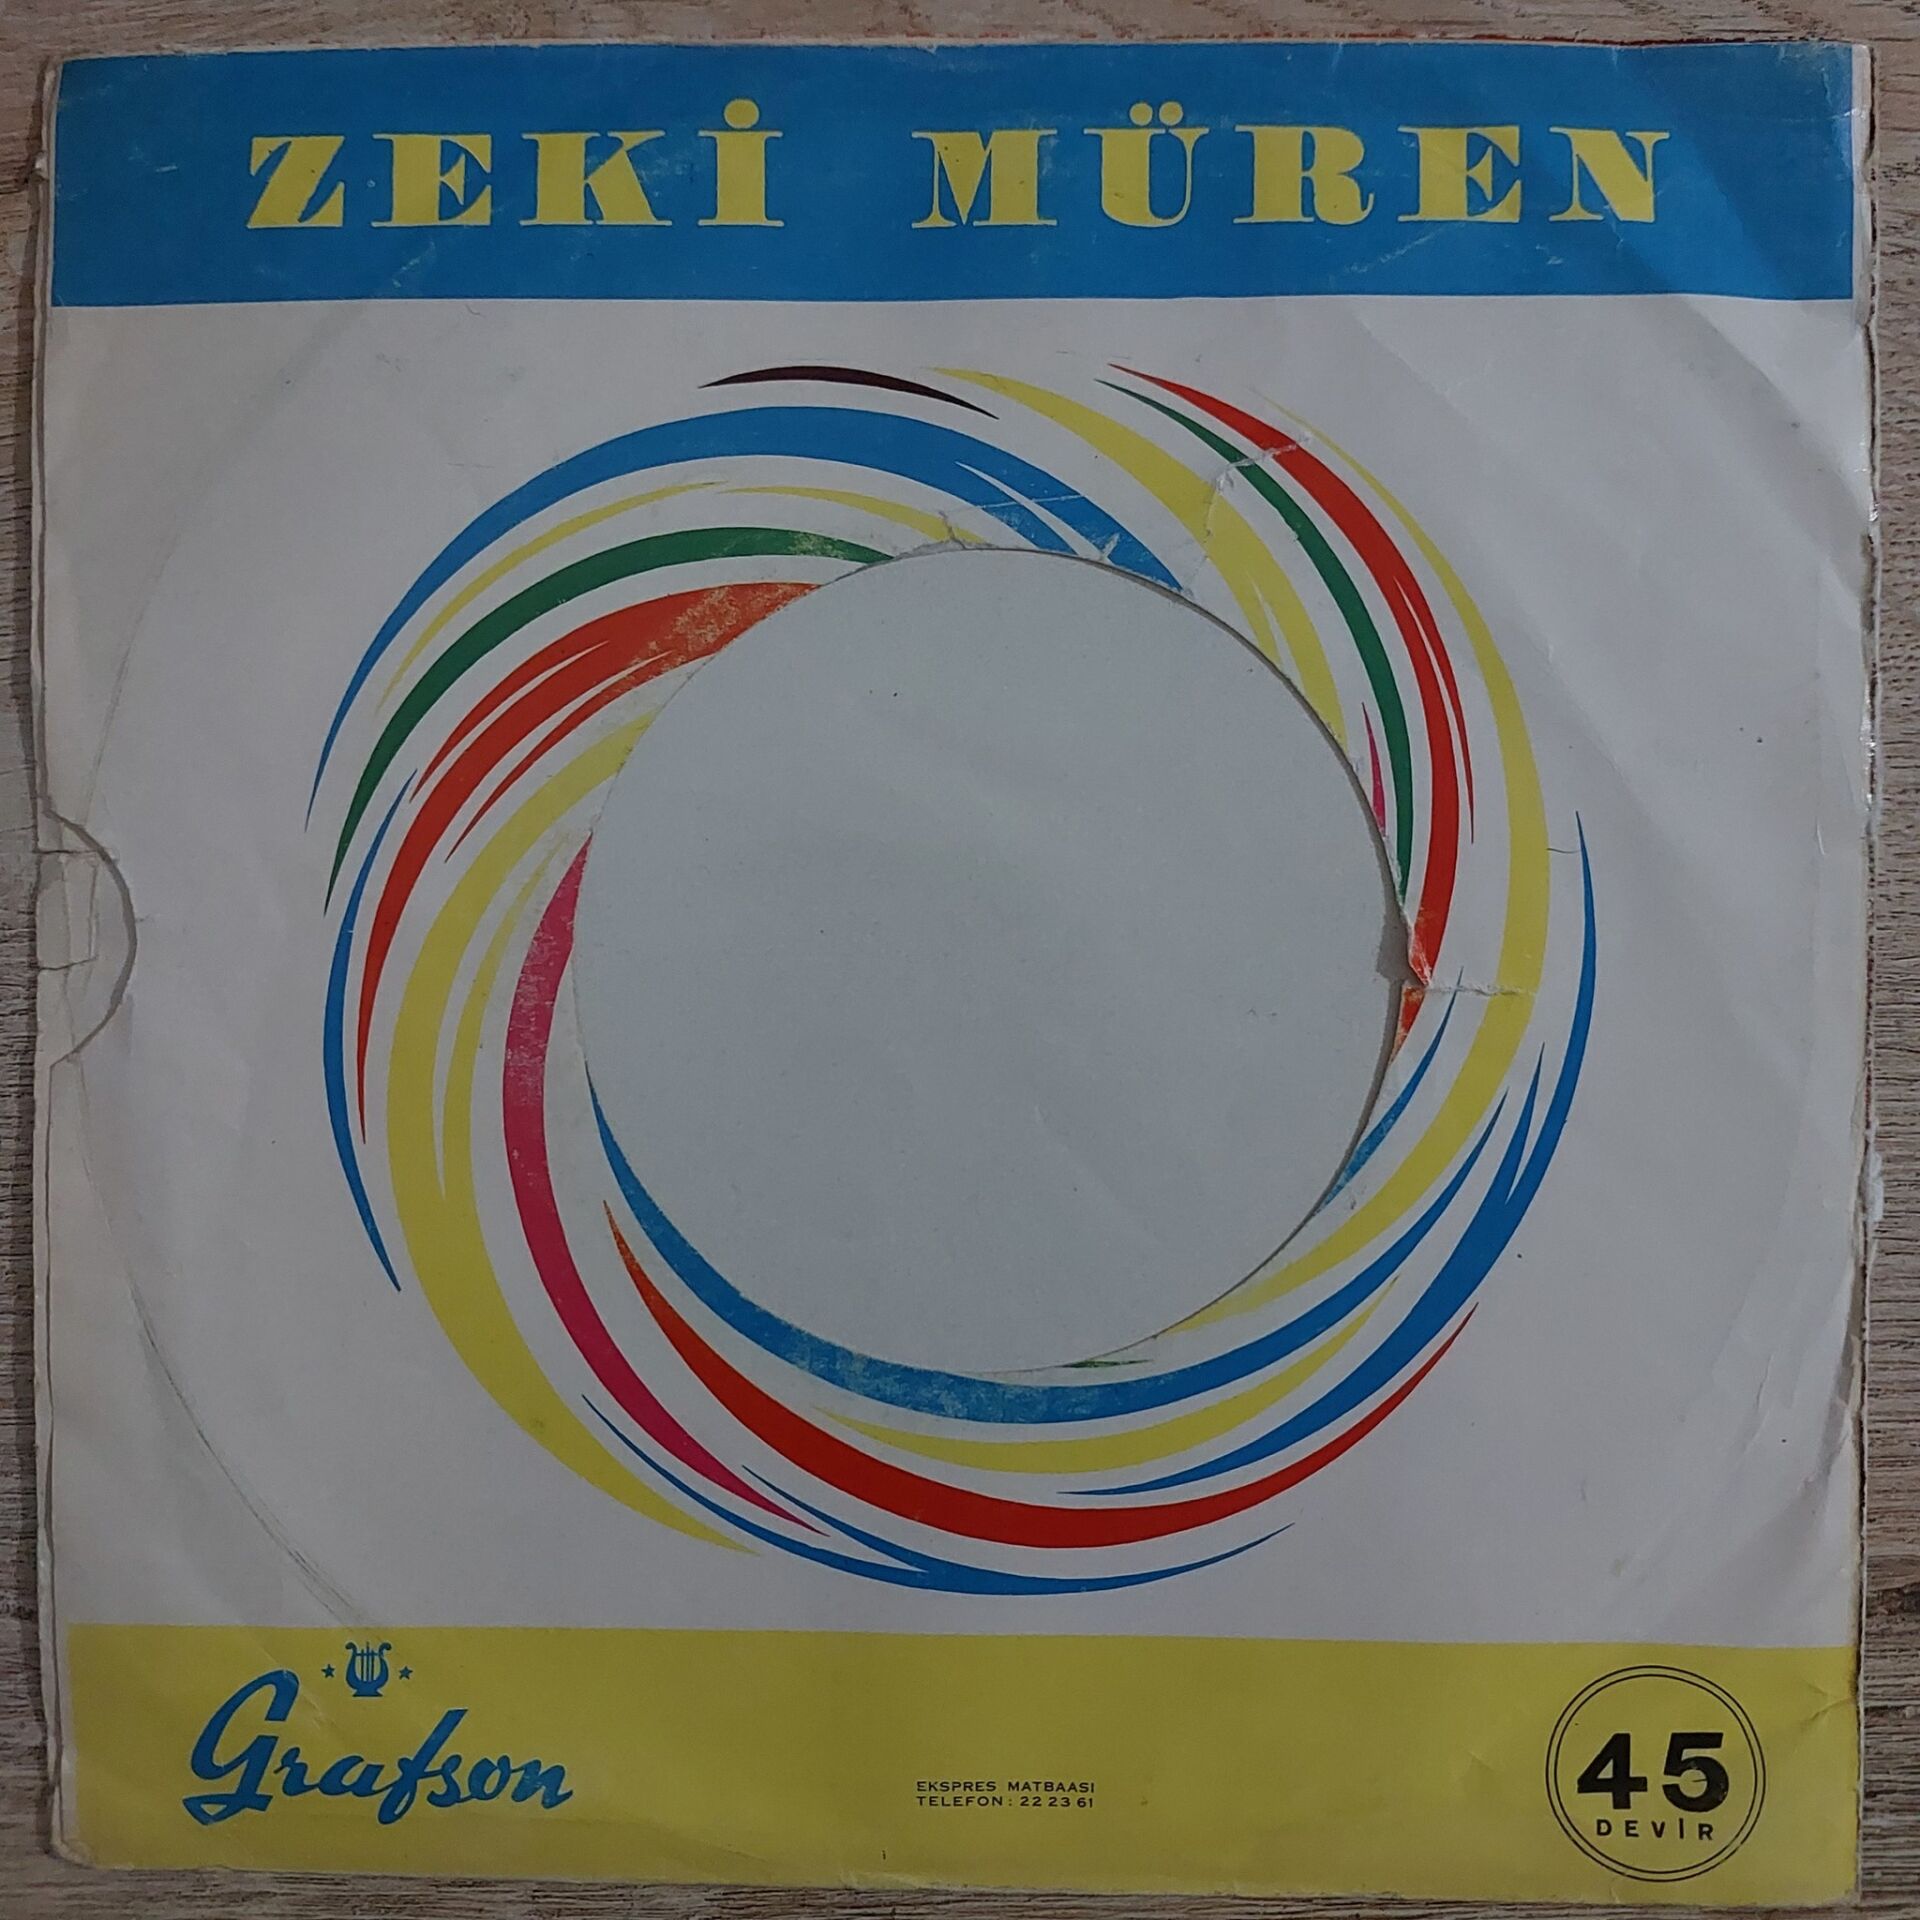 ZEKİ MÜREN
Grafson
EKSPRES MATBAASI
TELEFON: 22 23 61
45
DEVİR